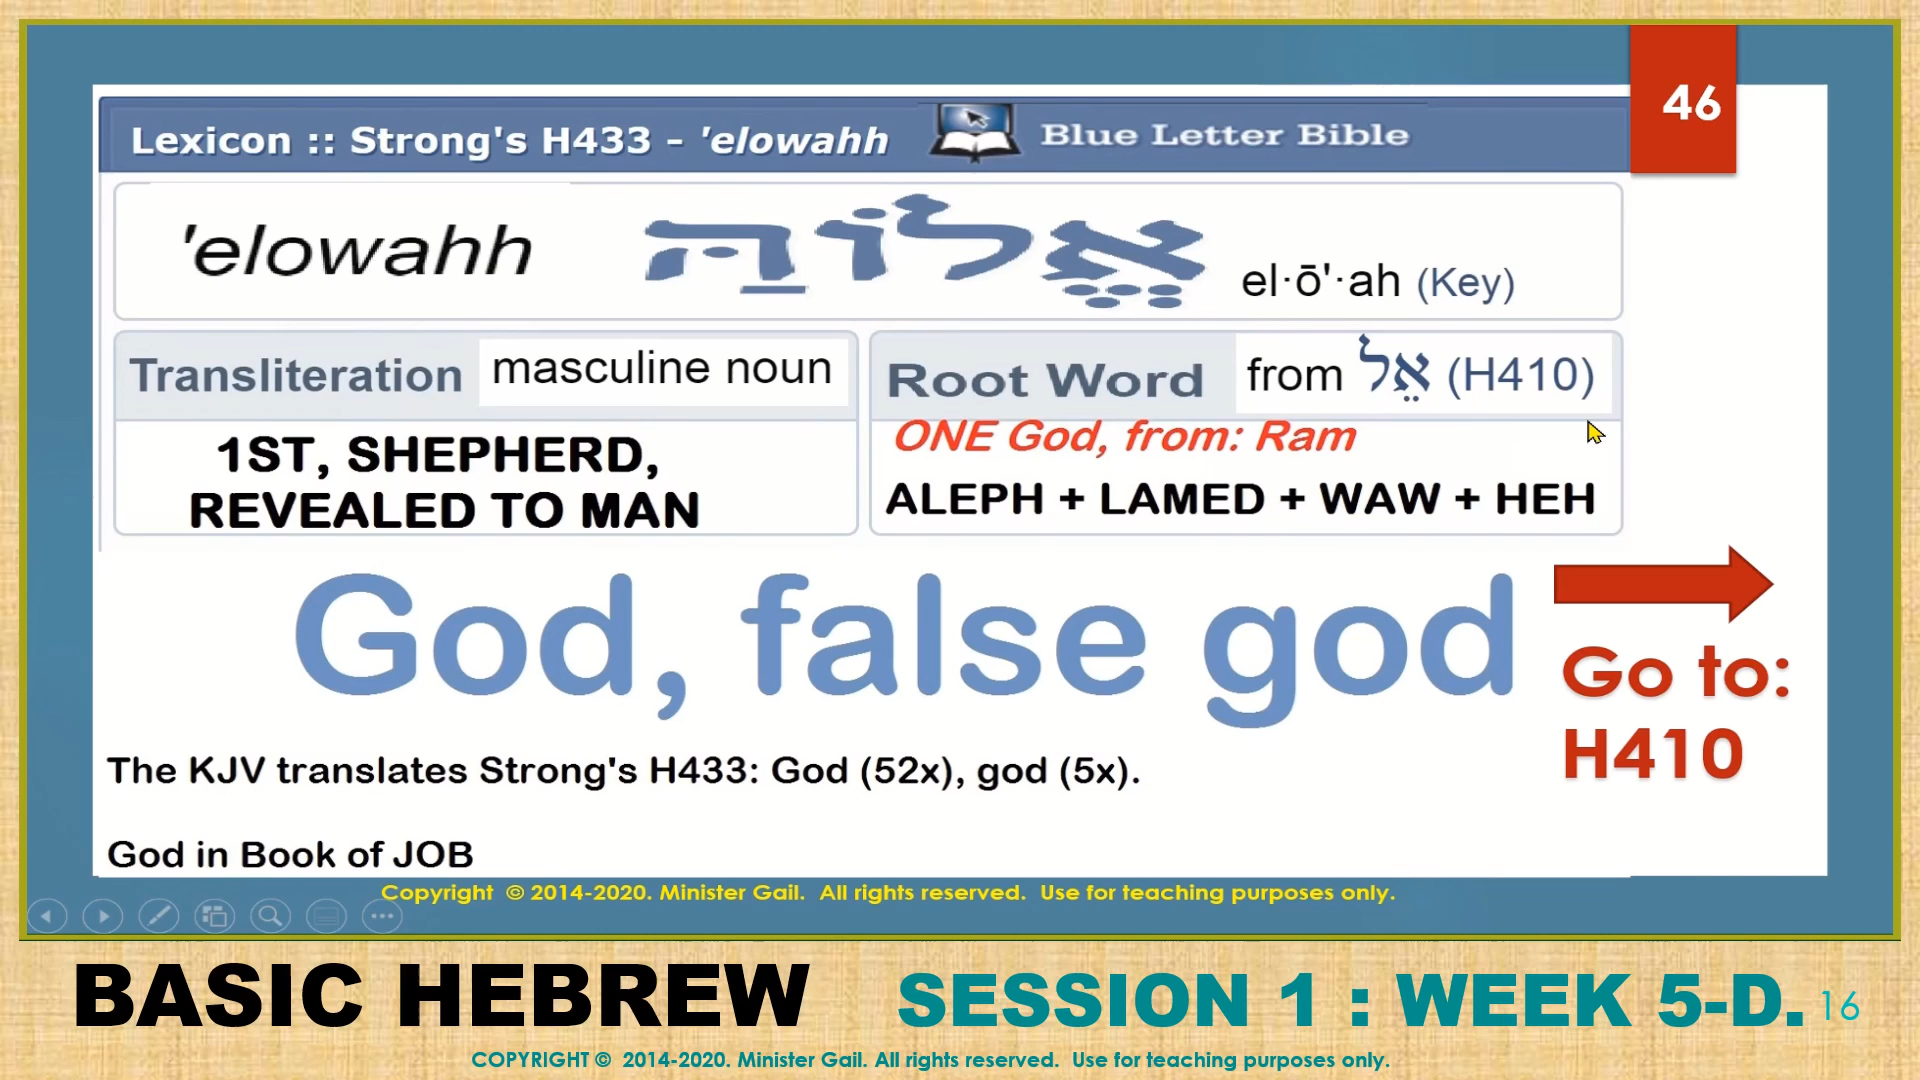 46
Lexicon :: Strong's H433 - 'elowahh Blue Letter Bible
'elowahh אֱלוֹהַּ el·ō'·ah (Key)
Transliteration masculine noun
1ST, SHEPHERD,
REVEALED TO MAN
Root Word from אֵל (H410)
ONE God, from: Ram
ALEPH + LAMED + WAW + HEH
God, false god
Go to:
H410
The KJV translates Strong's H433: God (52x), god (5x).
God in Book of JOB
Copyright © 2014-2020. Minister Gail. All rights reserved. Use for teaching purposes only.
BASIC HEBREW SESSION 1 : WEEK 5-D. 16
COPYRIGHT © 2014-2020. Minister Gail. All rights reserved. Use for teaching purposes only.